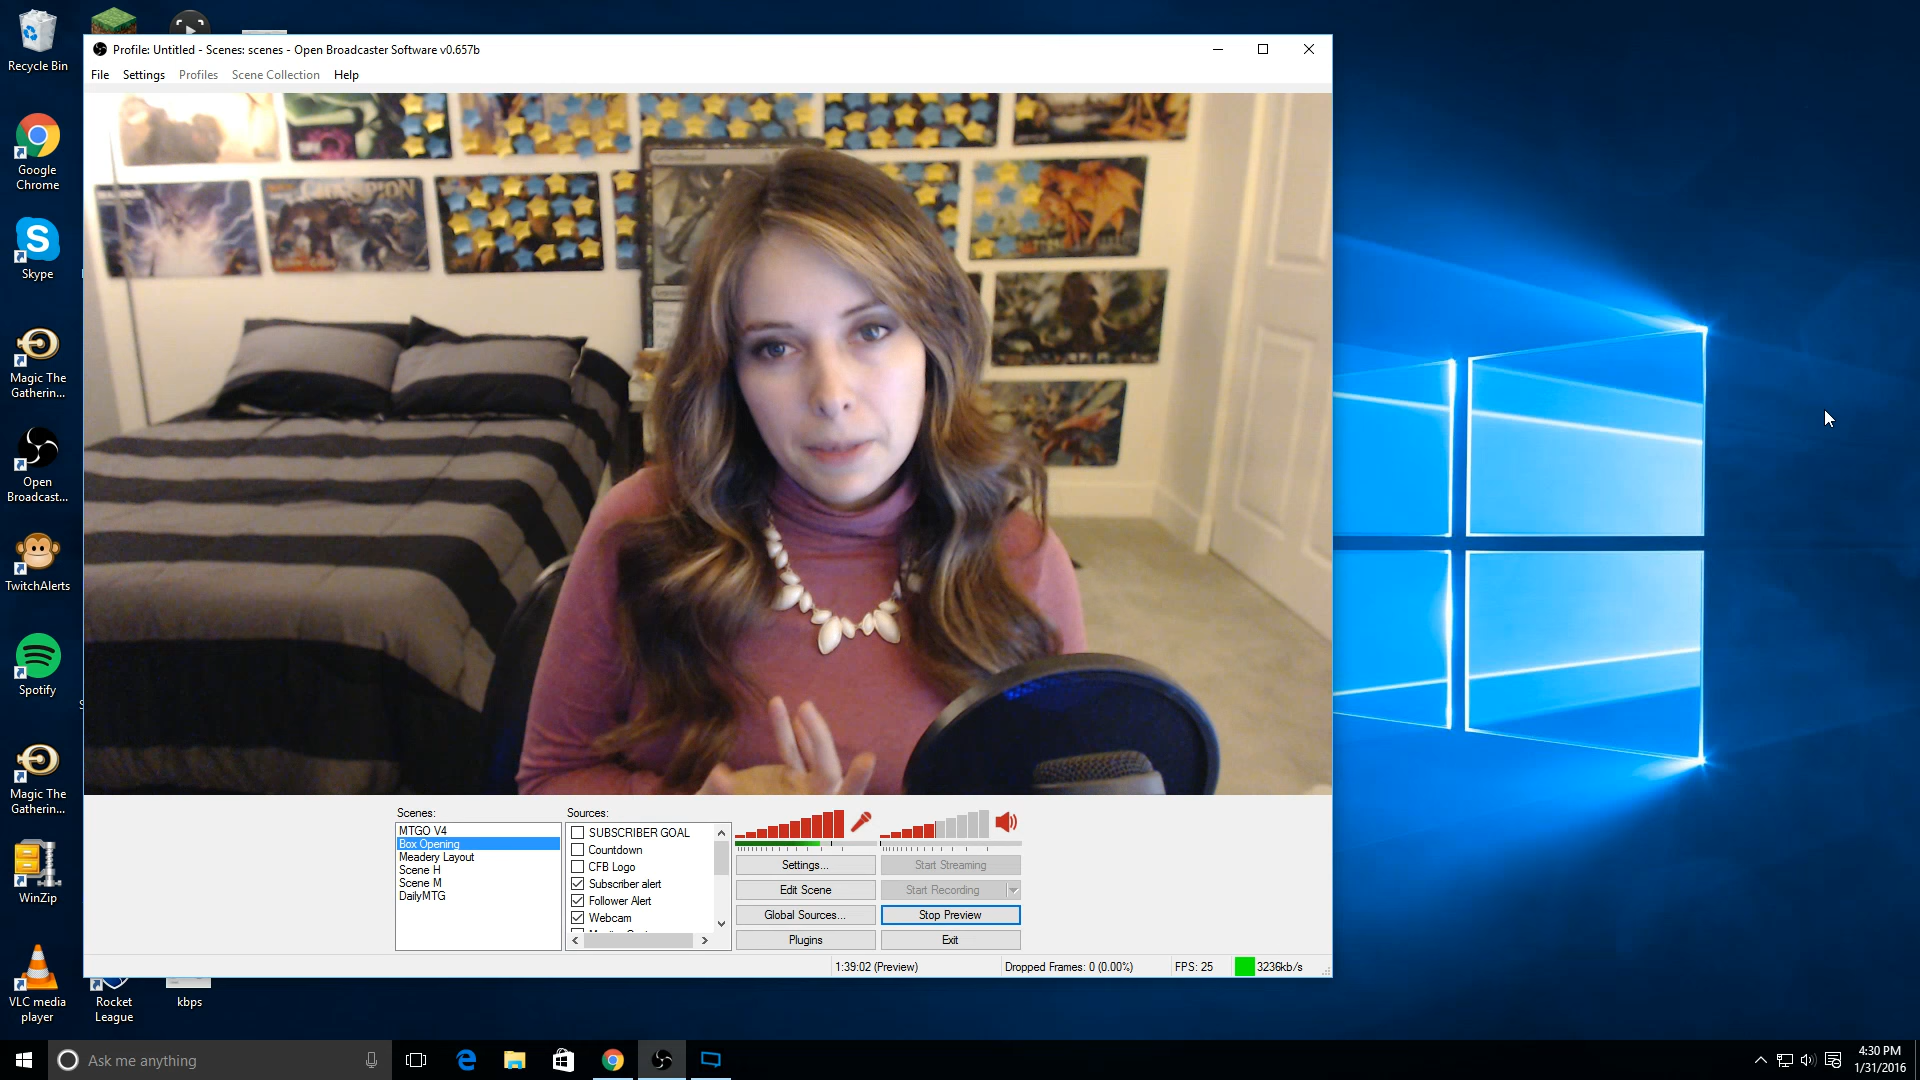 Recycle Bin
Google
Chrome
Skype
Magic The
Gatherin...
Open
Broadcast...
TwitchAlerts
Spotify
Magic The
Gatherin...
WinZip
VLC media
player
Rocket
League
kbps
Profile: Untitled - Scenes: scenes - Open Broadcaster Software v0.657b
File Settings Profiles Scene Collection Help
Scenes:
MTGO V4
Box Opening
Meadery Layout
Scene H
Scene M
DailyMTG
Sources:
SUBSCRIBER GOAL
Countdown
CFB Logo
Subscriber alert
Follower Alert
Webcam
Settings... Start Streaming
Edit Scene Start Recording
Global Sources... Stop Preview
Plugins Exit
1:39:02 (Preview) Dropped Frames: 0 (0.00%) FPS: 25 3236kb/s
Ask me anything
4:30 PM
1/31/2016